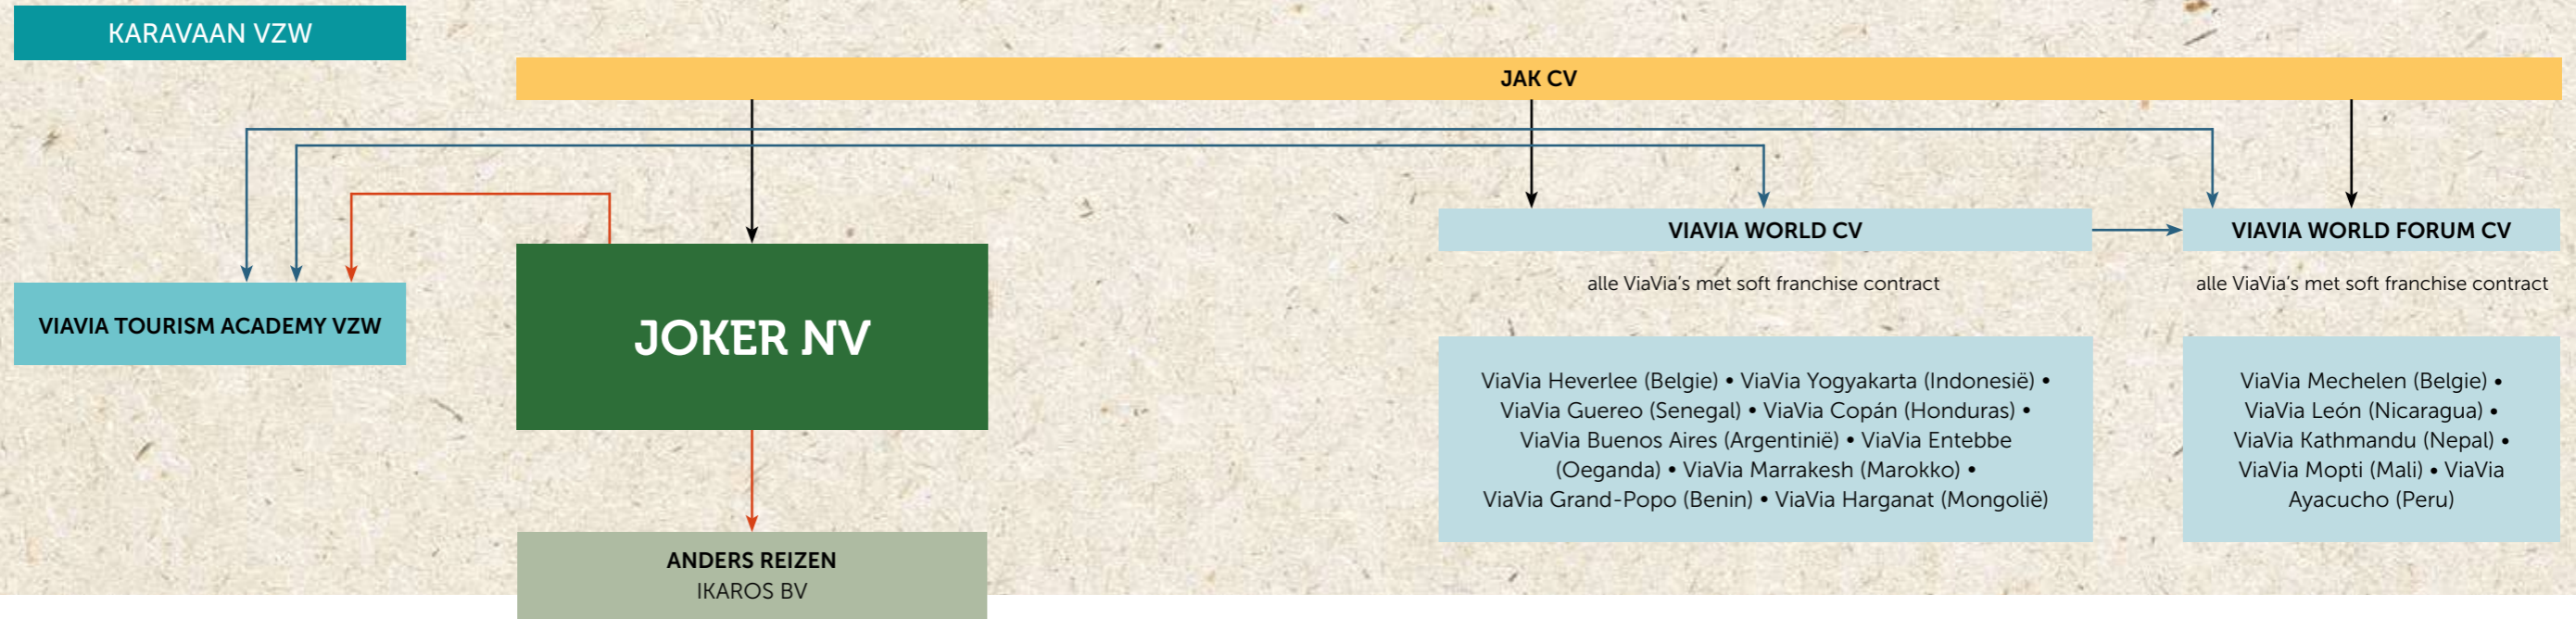 KARAVAAN VZW
JAK CV
VIAVIA TOURISM ACADEMY VZW
JOKER NV
ANDERS REIZEN
IKAROS BV
VIAVIA WORLD CV
alle ViaVia's met soft franchise contract
ViaVia Heverlee (Belgie) • ViaVia Yogyakarta (Indonesië) •
ViaVia Guereo (Senegal) • ViaVia Copán (Honduras) •
ViaVia Buenos Aires (Argentinië) • ViaVia Entebbe
(Oeganda) • ViaVia Marrakesh (Marokko) •
ViaVia Grand-Popo (Benin) • ViaVia Harganat (Mongolië)
VIAVIA WORLD FORUM CV
alle ViaVia's met soft franchise contract
ViaVia Mechelen (Belgie) •
ViaVia León (Nicaragua) •
ViaVia Kathmandu (Nepal) •
ViaVia Mopti (Mali) • ViaVia
Ayacucho (Peru)